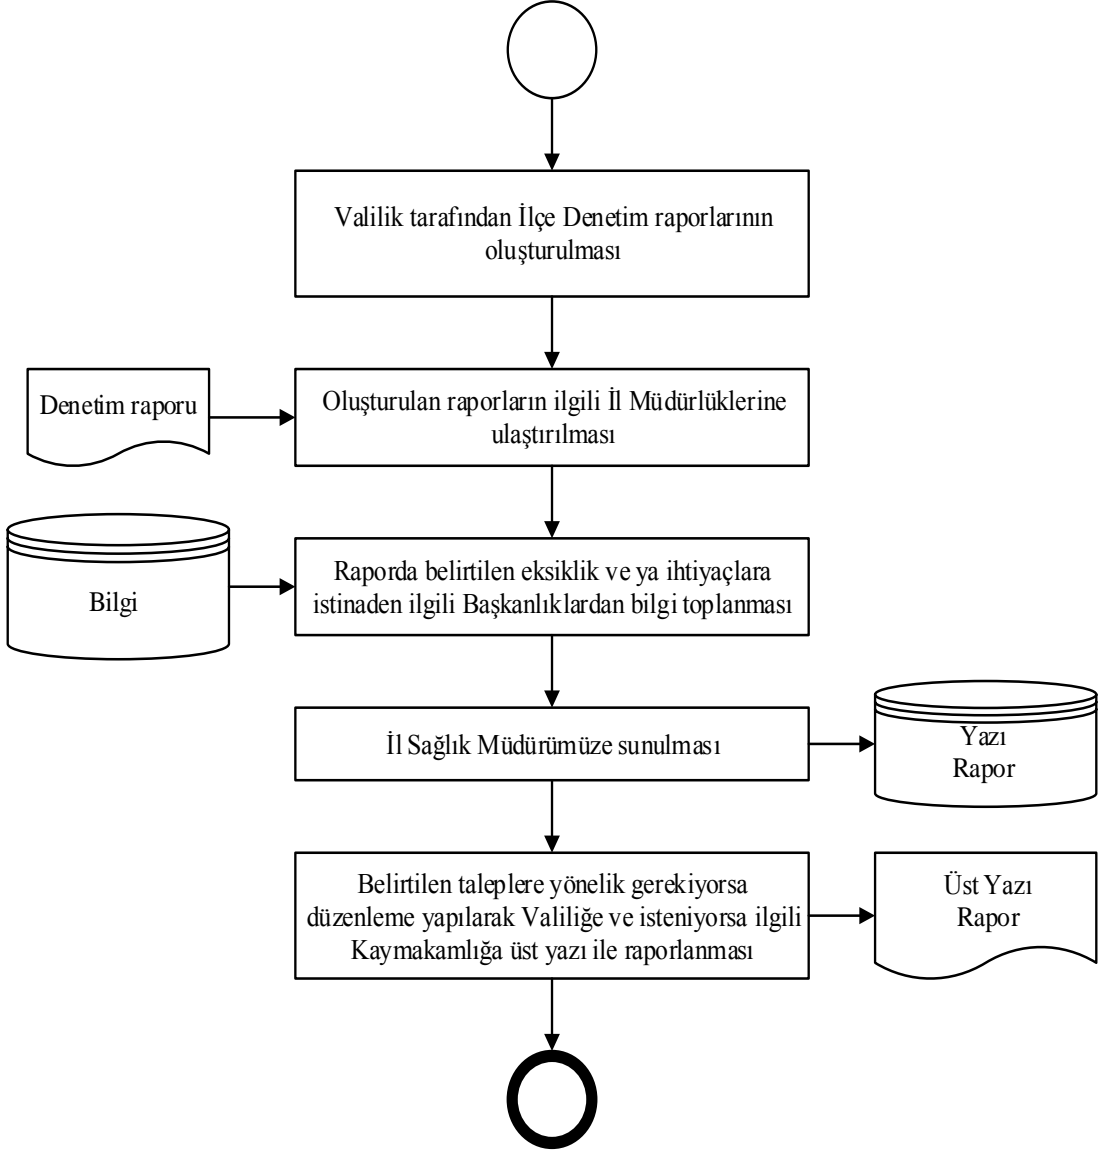 Valilik tarafından İlçe Denetim raporlarının
oluşturulması
Denetim raporu
Oluşturulan raporların ilgili İl Müdürlüklerine
ulaştırılması
Bilgi
Raporda belirtilen eksiklik ve ya ihtiyaçlara
istinaden ilgili Başkanlıklardan bilgi toplanması
İl Sağlık Müdürümüze sunulması
Yazı
Rapor
Belirtilen taleplere yönelik gerekiyorsa
düzenleme yapılarak Valiliğe ve isteniyorsa ilgili
Kaymakamlığa üst yazı ile raporlanması
Üst Yazı
Rapor